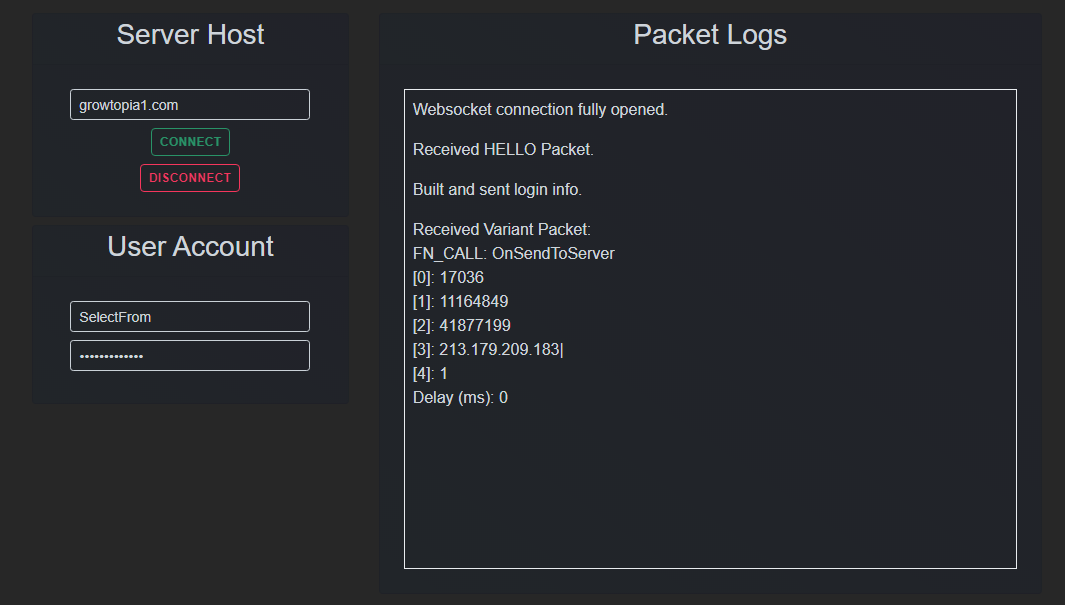 Server Host
growtopia1.com
CONNECT
DISCONNECT
User Account
SelectFrom
•••••••••••••
Packet Logs
Websocket connection fully opened.
Received HELLO Packet.
Built and sent login info.
Received Variant Packet:
FN_CALL: OnSendToServer
[0]: 17036
[1]: 11164849
[2]: 41877199
[3]: 213.179.209.183|
[4]: 1
Delay (ms): 0